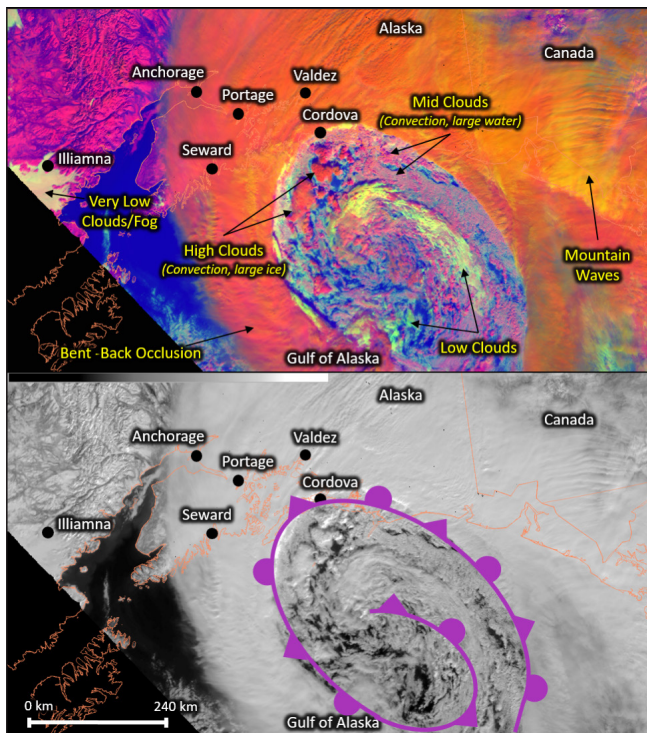 Alaska
Canada
Anchorage
Valdez
Portage
Mid Clouds
(Convection, large water)
Cordova
Seward
Illiamna
Very Low
Clouds/Fog
High Clouds
(Convection, large ice)
Mountain
Waves
Bent -Back Occlusion
Low Clouds
Gulf of Alaska
Alaska
Canada
Anchorage
Valdez
Portage
Cordova
Seward
Illiamna
0 km
240 km
Gulf of Alaska